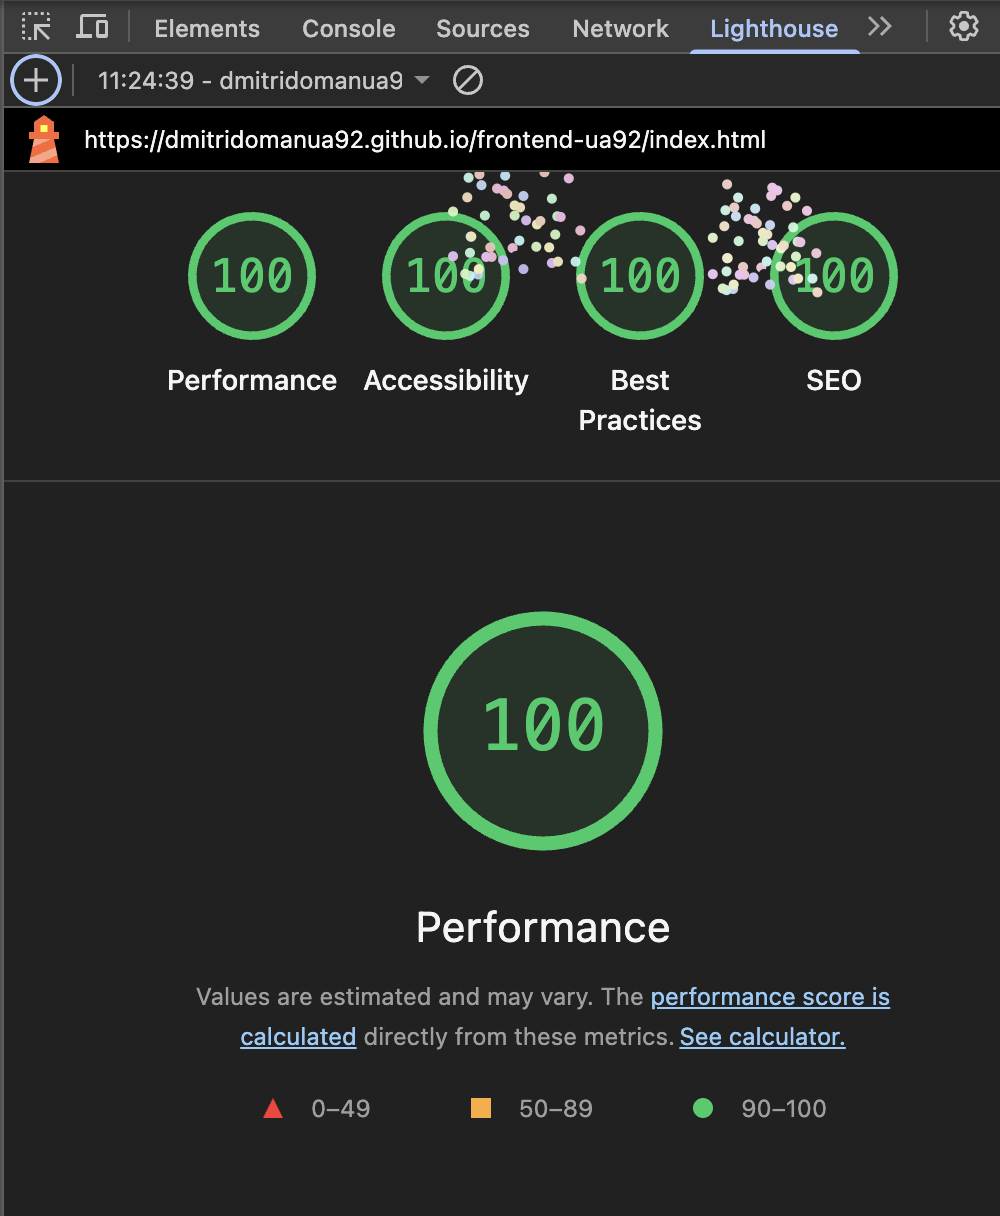 Elements Console Sources Network Lighthouse
11:24:39 - dmitridomanua9
https://dmitridomanua92.github.io/frontend-ua92/index.html
100 100 100 100
Performance Accessibility Best Practices SEO
100
Performance
Values are estimated and may vary. The performance score is
calculated directly from these metrics. See calculator.
0–49 50–89 90–100